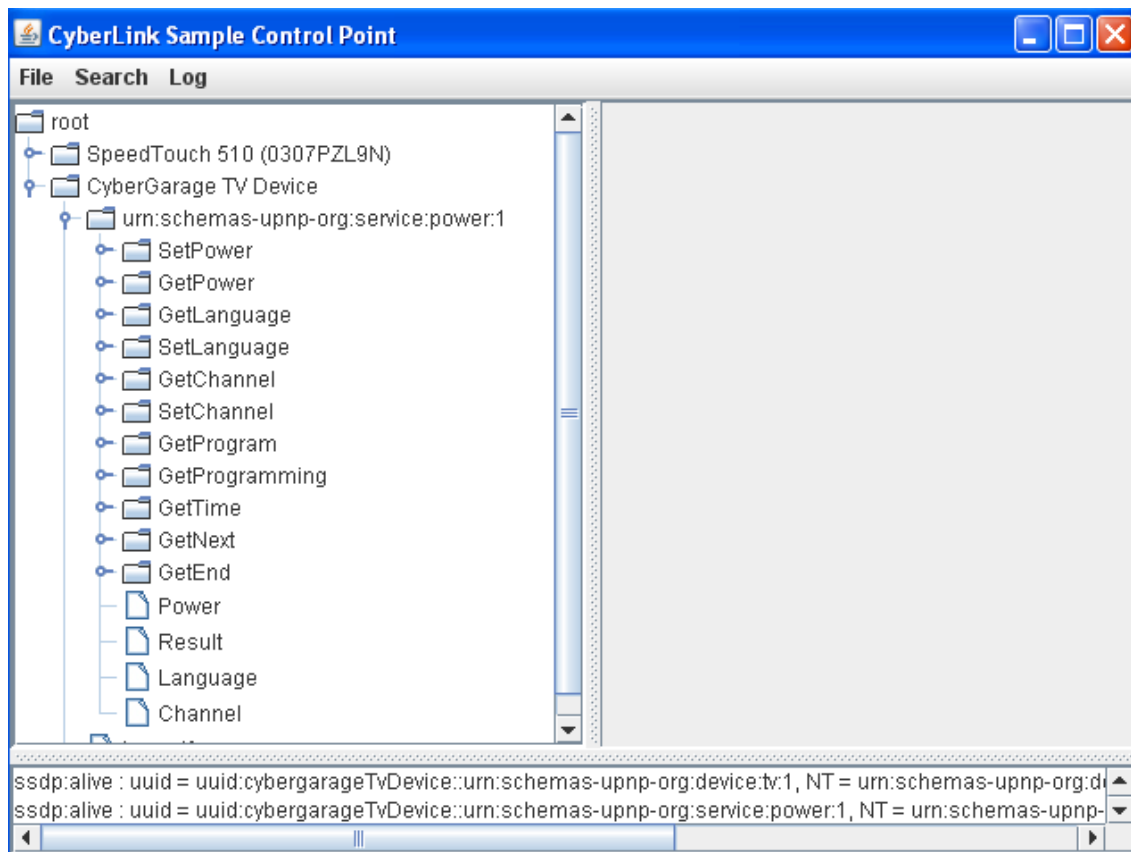 CyberLink Sample Control Point
File Search Log
root
SpeedTouch 510 (0307PZL9N)
CyberGarage TV Device
urn:schemas-upnp-org:service:power:1
SetPower
GetPower
GetLanguage
SetLanguage
GetChannel
SetChannel
GetProgram
GetProgramming
GetTime
GetNext
GetEnd
Power
Result
Language
Channel
ssdp:alive : uuid = uuid:cybergarageTvDevice::urn:schemas-upnp-org:device:tv:1, NT = urn:schemas-upnp-org:d
ssdp:alive : uuid = uuid:cybergarageTvDevice::urn:schemas-upnp-org:service:power:1, NT = urn:schemas-upnp-